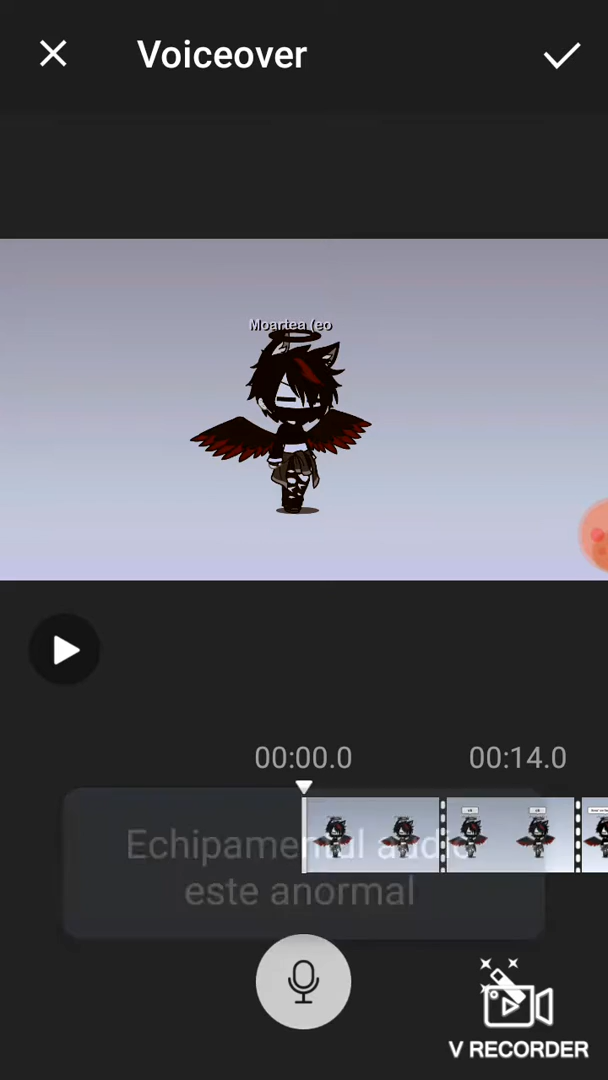 Voiceover
Moartea (eo
00:00.0 00:14.0
Echipamentul audio
este anormal
V RECORDER